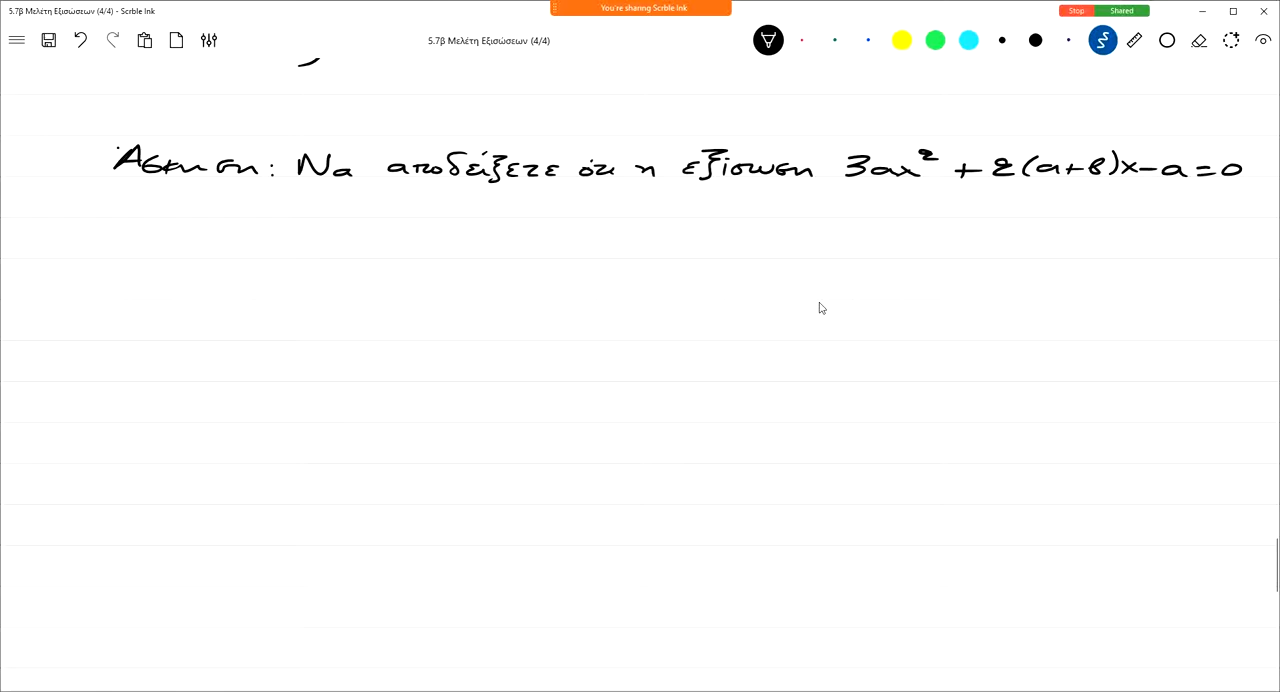 5.7β Μελέτη Εξισώσεων (4/4) - Scrble Ink
You're sharing Scrble Ink
Stop
Shared
5.7β Μελέτη Εξισώσεων (4/4)
Άσκηση: Να αποδείξετε ότι η εξίσωση 3αx² + 2(α+β)x-α=0